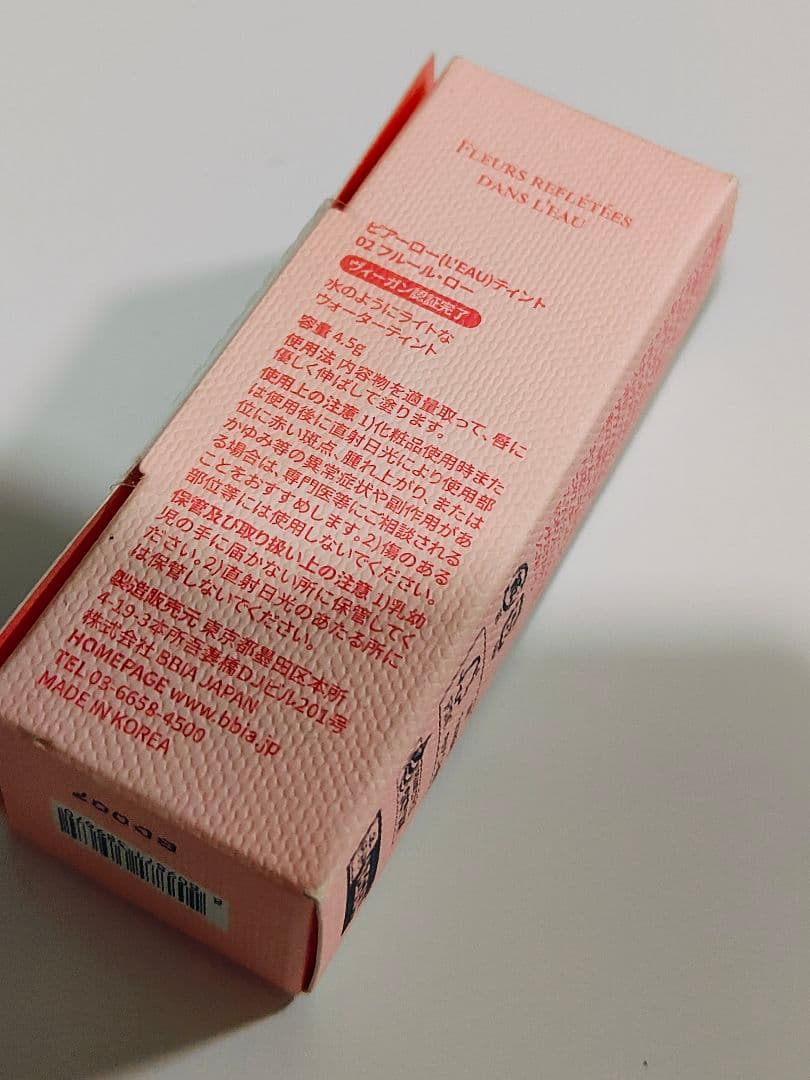 FLEURS REFLÉTÉES
DANS L'EAU
ピアーロー(L'EAU)ティント
02 フルール・ロー
ヴィーガン認証完了
水のようにライトな
ウォーターティント
容量 4.5g
使用法 内容物を適量取って、唇に
優しく伸ばして塗ります。
使用上の注意 1)化粧品使用時また
は使用後に直射日光により使用部
位に赤い斑点、腫れ上がり、または
かゆみ等の異常症状や副作用があ
る場合は、専門医等にご相談される
ことをおすすめします。2)傷のある
部位等には使用しないでください。
保管及び取り扱い上の注意 1)乳幼
児の手に届かない所に保管してく
ださい。2)直射日光のあたる所に
は保管しないでください。
製造販売元 東京都墨田区本所
4-19-3本所吾妻橋DJビル201号
株式会社 BBIA JAPAN
HOMEPAGE www.bbia.jp
TEL 03-6658-4500
MADE IN KOREA